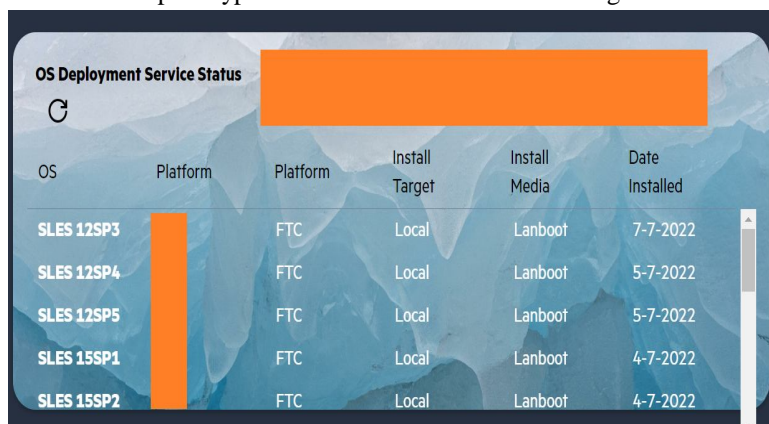 OS Deployment Service Status
OS Platform Platform Install Target Install Media Date Installed
SLES 12SP3 FTC Local Lanboot 7-7-2022
SLES 12SP4 FTC Local Lanboot 5-7-2022
SLES 12SP5 FTC Local Lanboot 5-7-2022
SLES 15SP1 FTC Local Lanboot 4-7-2022
SLES 15SP2 FTC Local Lanboot 4-7-2022